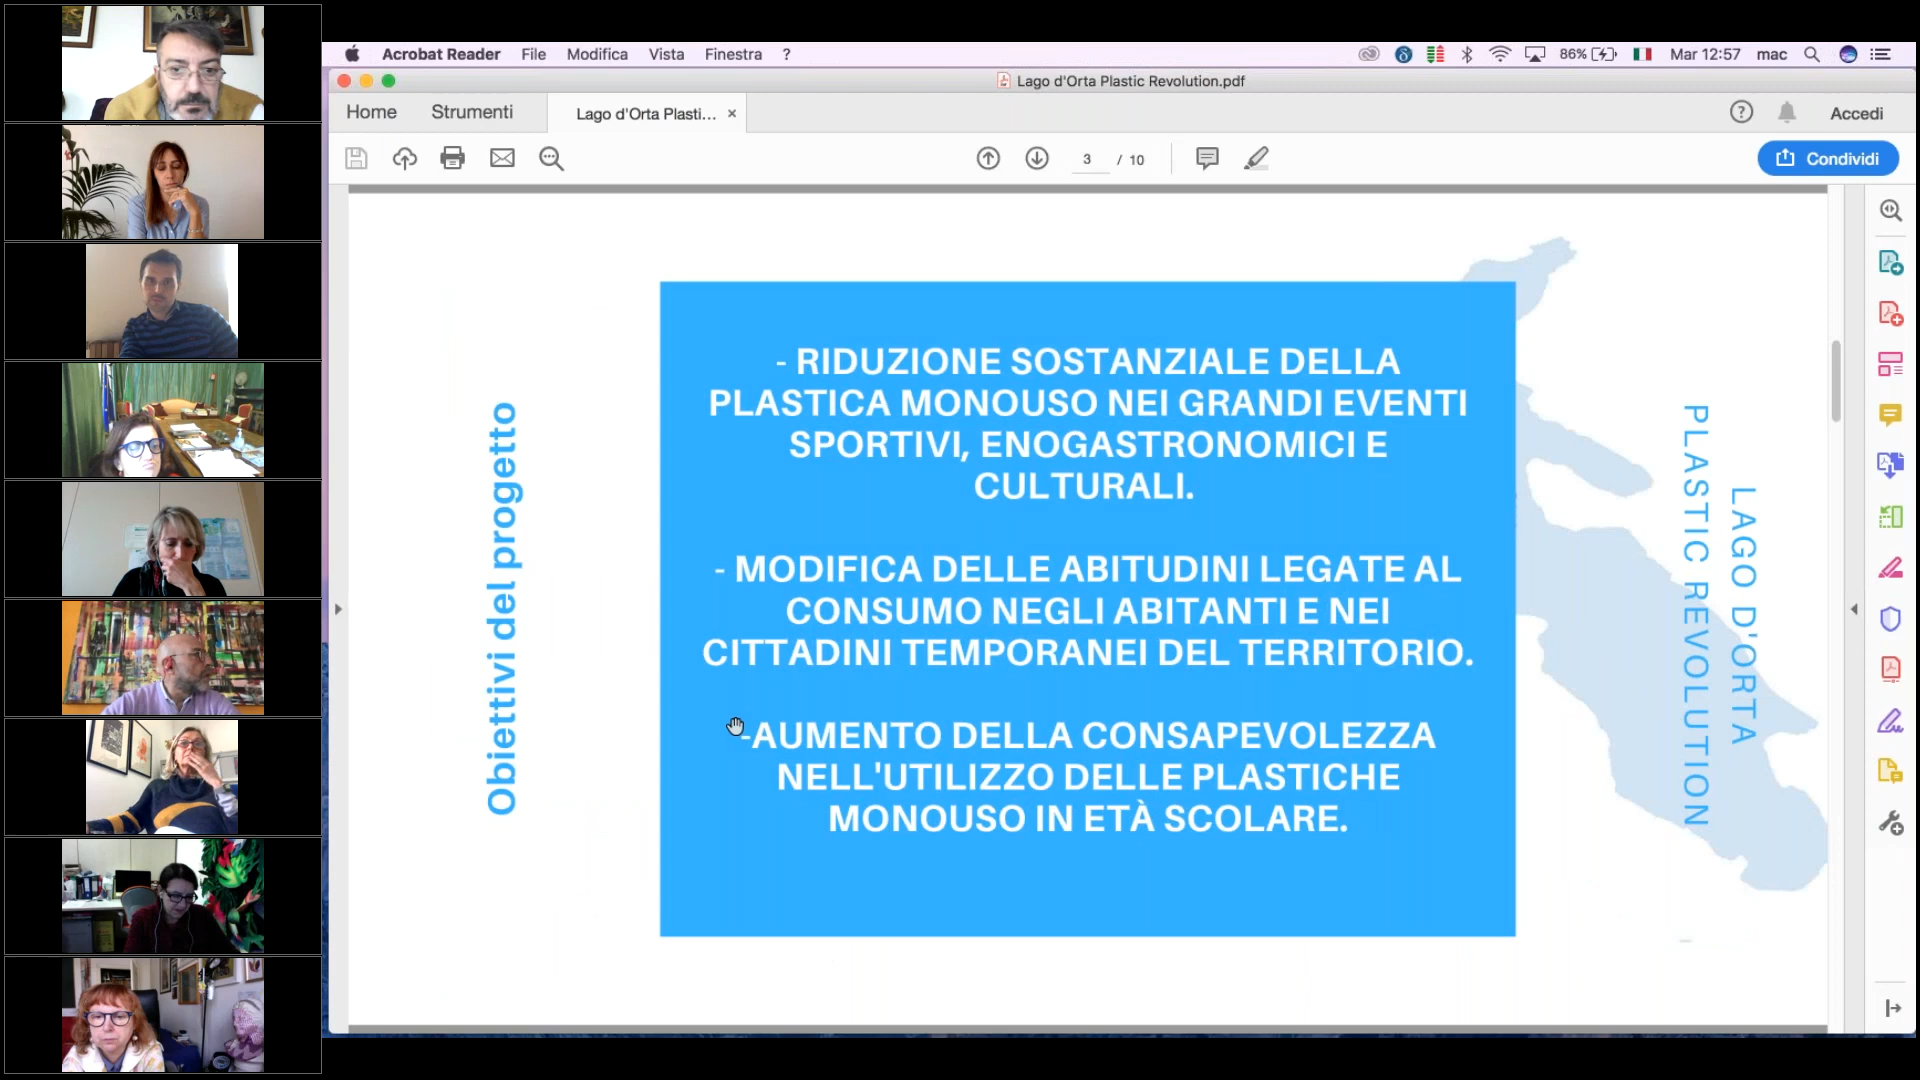 Acrobat Reader File Modifica Vista Finestra ? 86% Mar 12:57 mac
Lago d'Orta Plastic Revolution.pdf
Home Strumenti Lago d'Orta Plasti... × ? Accedi
3 / 10 Condividi
Obiettivi del progetto
- RIDUZIONE SOSTANZIALE DELLA
PLASTICA MONOUSO NEI GRANDI EVENTI
SPORTIVI, ENOGASTRONOMICI E
CULTURALI.
- MODIFICA DELLE ABITUDINI LEGATE AL
CONSUMO NEGLI ABITANTI E NEI
CITTADINI TEMPORANEI DEL TERRITORIO.
-AUMENTO DELLA CONSAPEVOLEZZA
NELL'UTILIZZO DELLE PLASTICHE
MONOUSO IN ETÀ SCOLARE.
LAGO D'ORTA
PLASTIC REVOLUTION